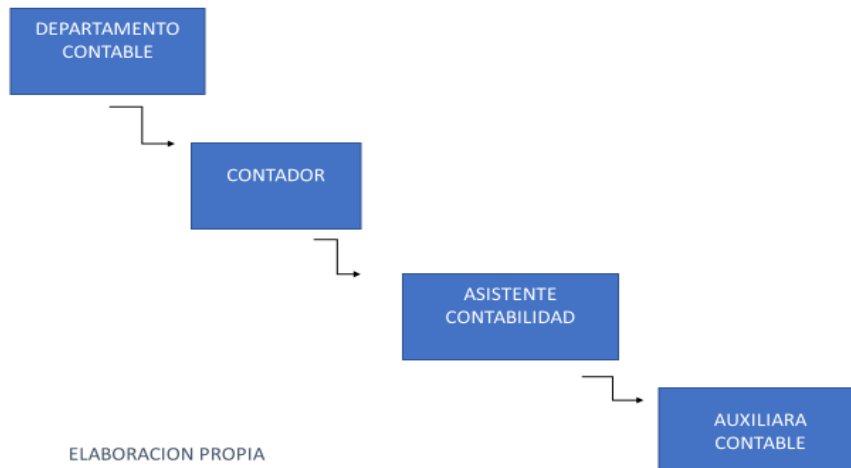 DEPARTAMENTO
CONTABLE
CONTADOR
ASISTENTE
CONTABILIDAD
AUXILIARA
CONTABLE
ELABORACION PROPIA